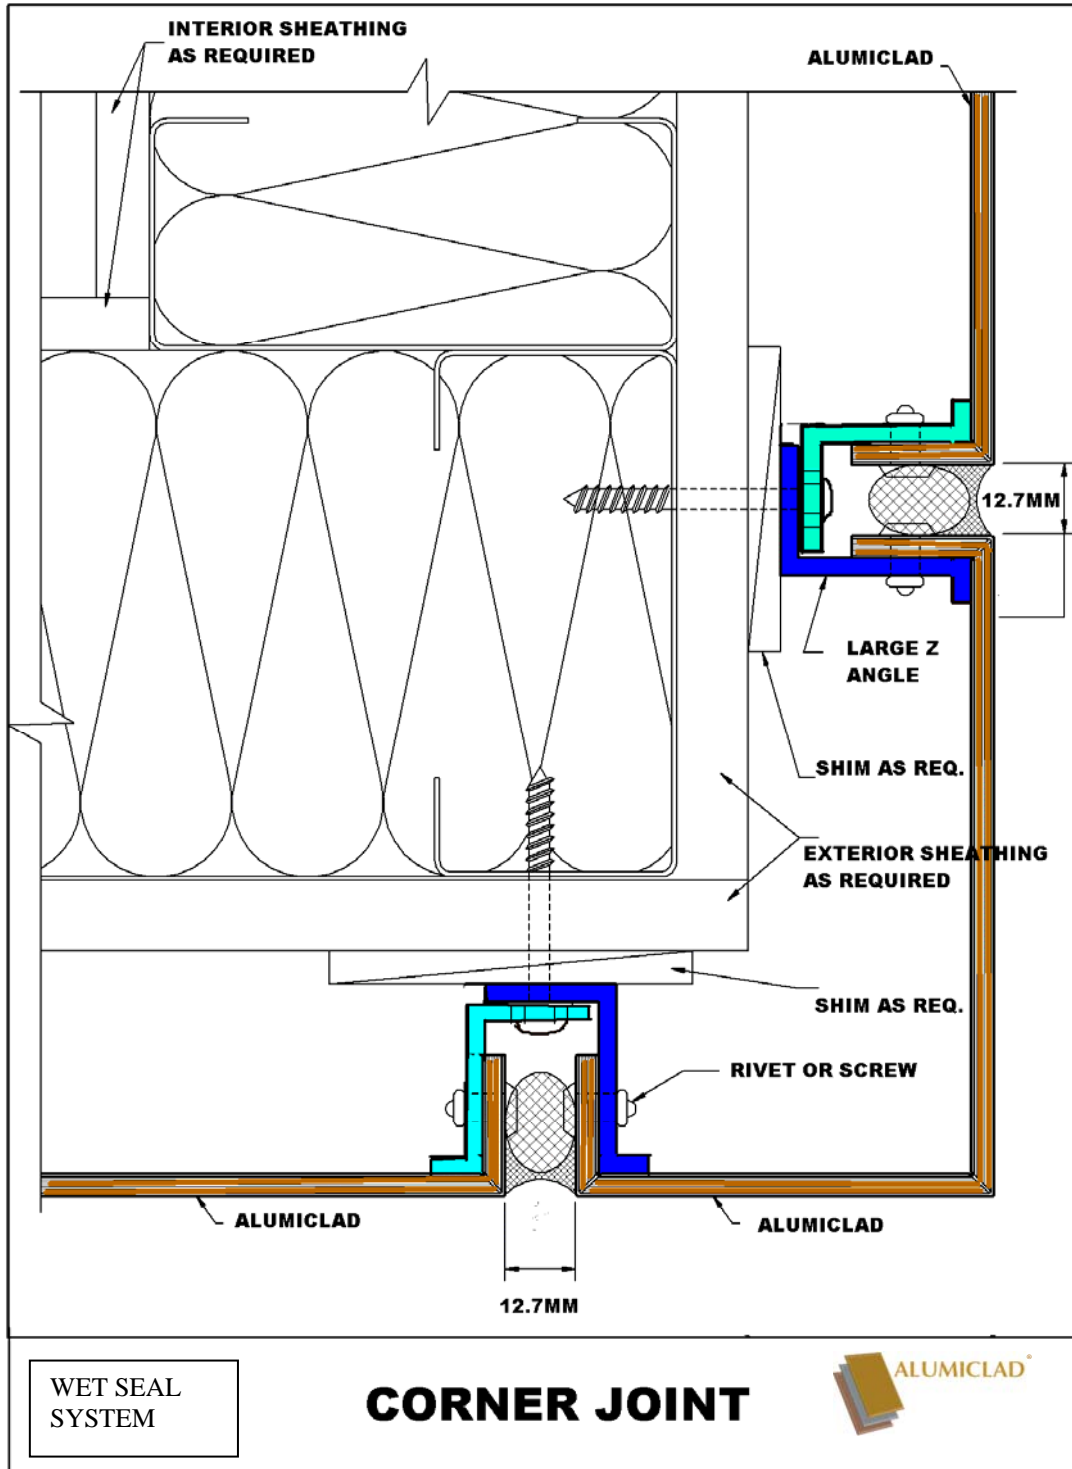 INTERIOR SHEATHING
AS REQUIRED
ALUMICLAD
12.7MM
LARGE Z
ANGLE
SHIM AS REQ.
EXTERIOR SHEATHING
AS REQUIRED
SHIM AS REQ.
RIVET OR SCREW
ALUMICLAD
ALUMICLAD
12.7MM
WET SEAL
SYSTEM
CORNER JOINT
ALUMICLAD